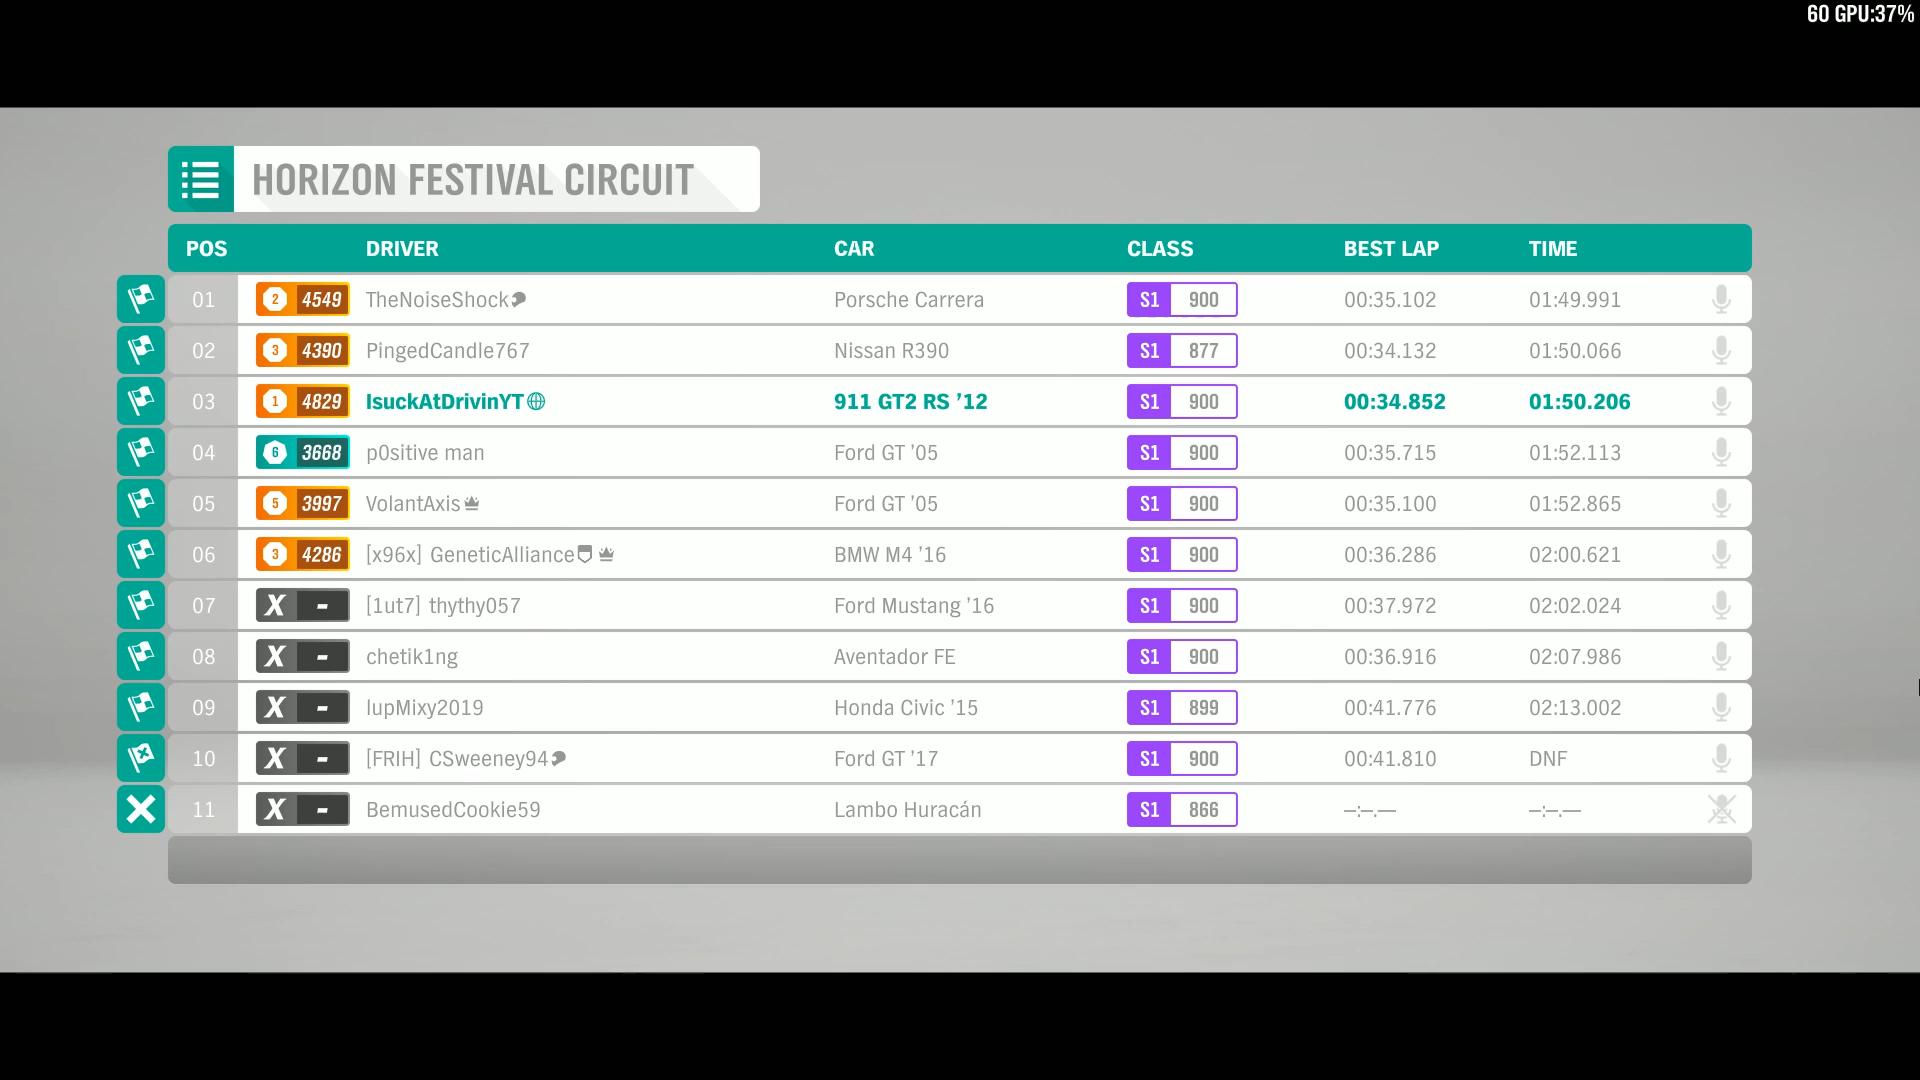 60 GPU:37%
HORIZON FESTIVAL CIRCUIT
POS DRIVER CAR CLASS BEST LAP TIME
01 2 4549 TheNoiseShock Porsche Carrera S1 900 00:35.102 01:49.991
02 3 4390 PingedCandle767 Nissan R390 S1 877 00:34.132 01:50.066
03 1 4829 IsuckAtDrivinYT 911 GT2 RS ’12 S1 900 00:34.852 01:50.206
04 6 3668 p0sitive man Ford GT ’05 S1 900 00:35.715 01:52.113
05 5 3997 VolantAxis Ford GT ’05 S1 900 00:35.100 01:52.865
06 3 4286 [x96x] GeneticAlliance BMW M4 ’16 S1 900 00:36.286 02:00.621
07 X - [1ut7] thythy057 Ford Mustang ’16 S1 900 00:37.972 02:02.024
08 X - chetik1ng Aventador FE S1 900 00:36.916 02:07.986
09 X - IupMixy2019 Honda Civic ’15 S1 899 00:41.776 02:13.002
10 X - [FRIH] CSweeney94 Ford GT ’17 S1 900 00:41.810 DNF
11 X - BemusedCookie59 Lambo Huracán S1 866 –:–.–– –:–.––